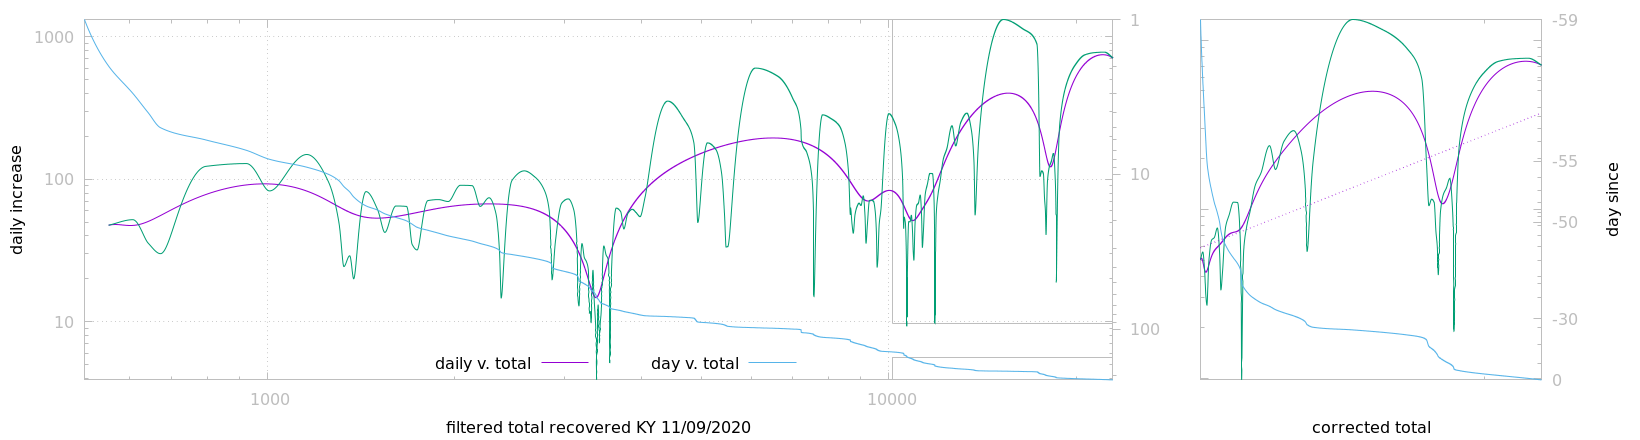 1000
100
10
daily increase
1000
10000
daily v. total
day v. total
filtered total recovered KY 11/09/2020
1
10
100
-59
-55
-50
-30
0
day since
corrected total